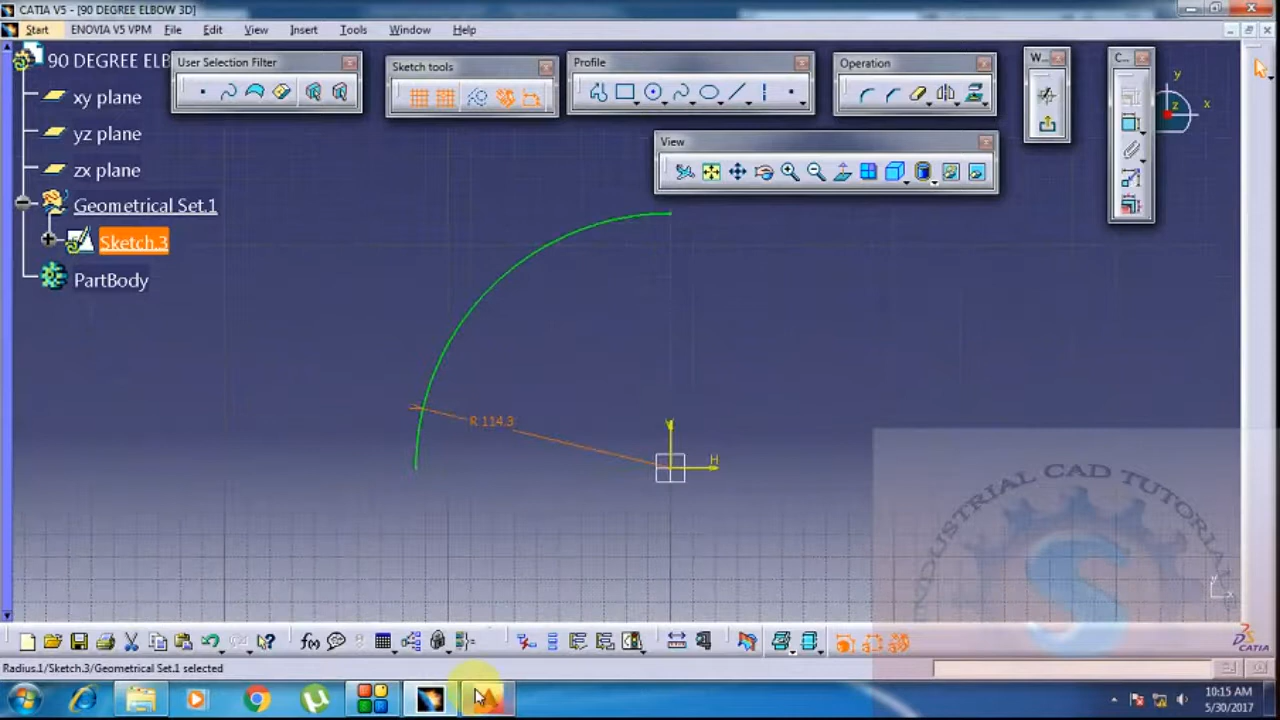 CATIA V5 - [90 DEGREE ELBOW 3D]
Start ENOVIA V5 VPM File Edit View Insert Tools Window Help
90 DEGREE ELB
User Selection Filter
Sketch tools
Profile
Operation
W...
C...
y
x
z
xy plane
View
yz plane
zx plane
Geometrical Set.1
Sketch.3
PartBody
R 114.3
V
H
INDUSTRIAL CAD TUTORIAL
S
f(x)
CATIA
Radius.1/Sketch.3/Geometrical Set.1 selected
10:15 AM
5/30/2017